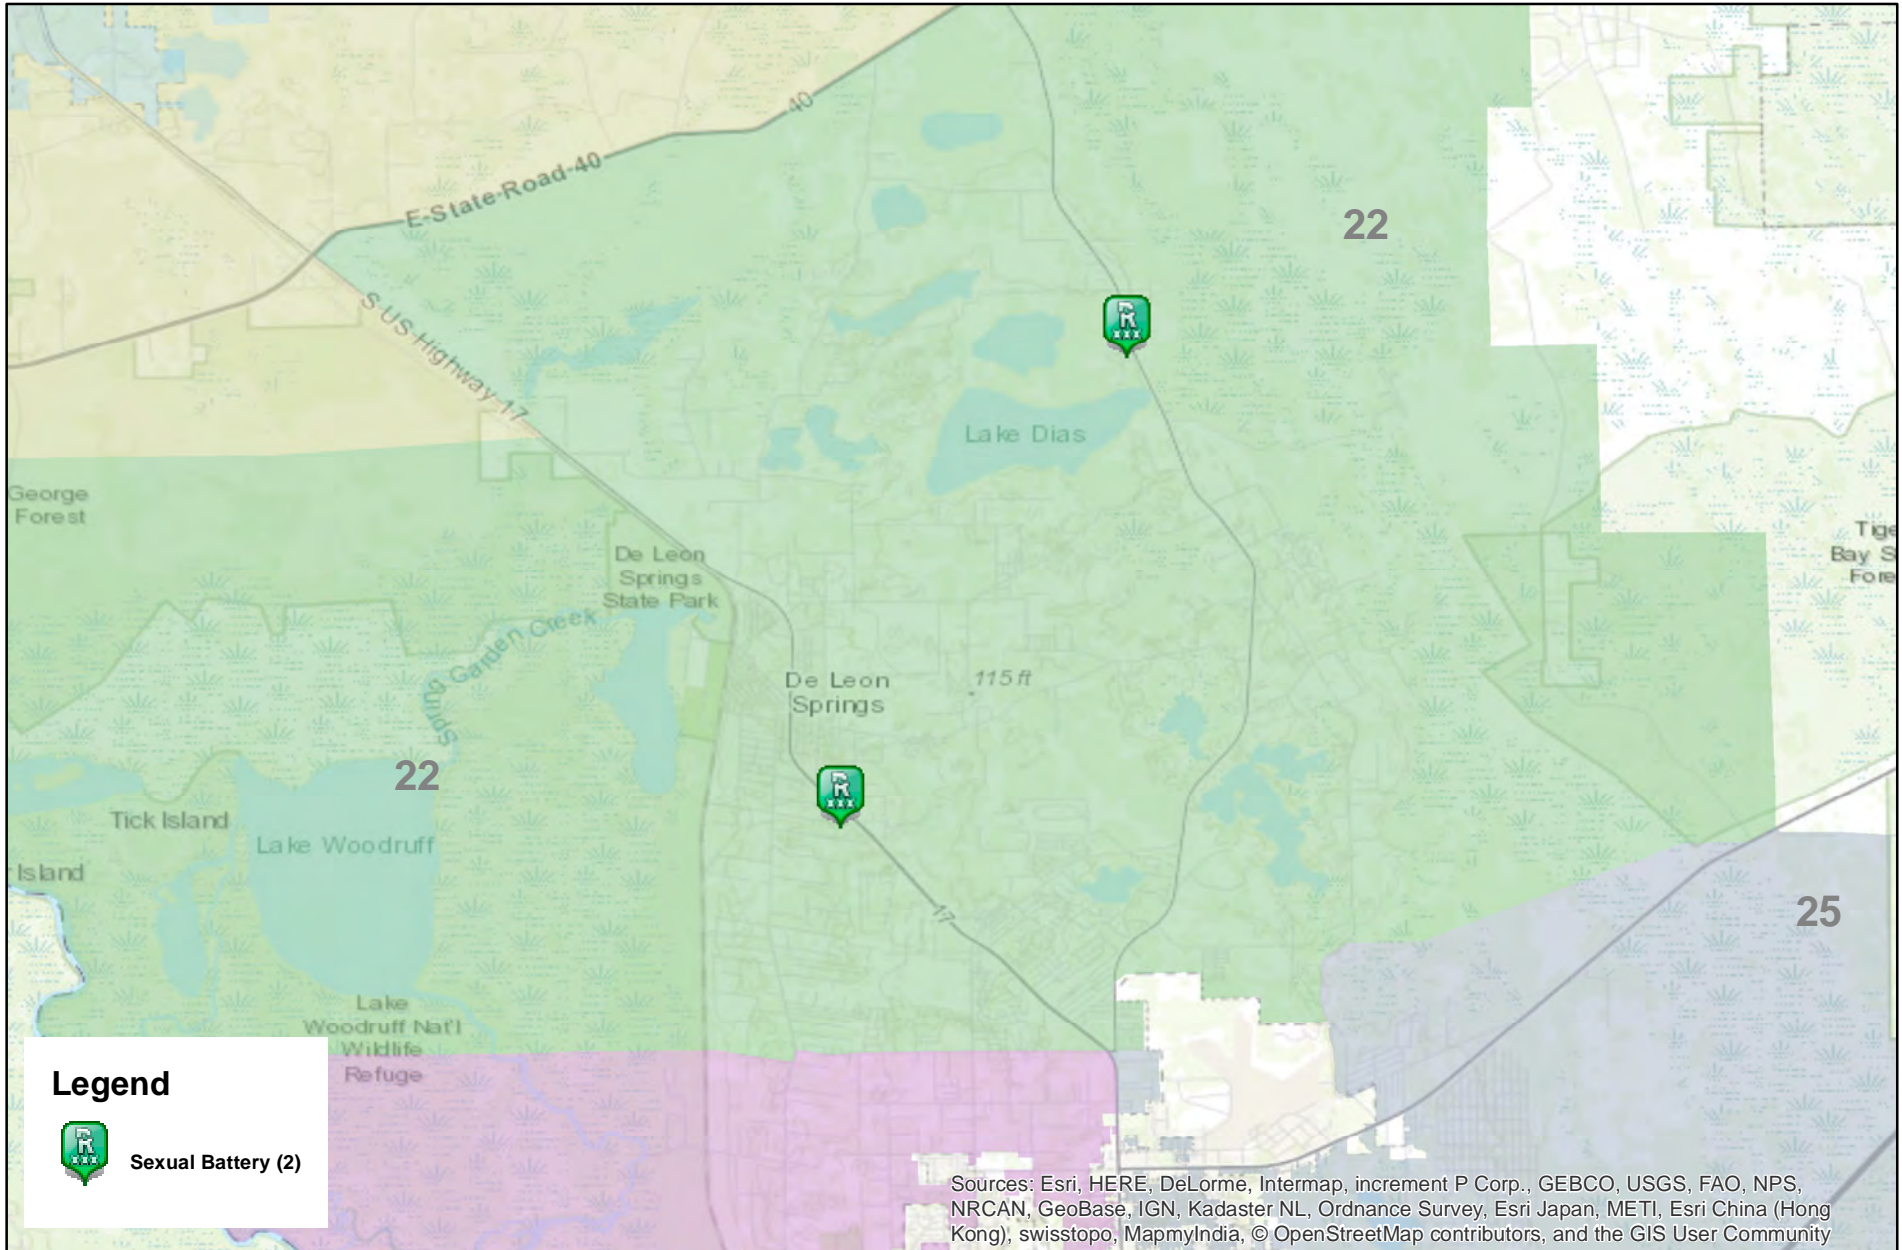 40
E-State-Road-40
22
S US-Highway-17
Lake Dias
George
Forest
De Leon
Springs
State Park
Bay S
Spring Garden Creek
De Leon
Springs
115 ft
22
Tick Island
Lake Woodruff
Island
25
17
Lake
Woodruff Nat'l
Wildlife
Refuge
Legend
R
xxx
Sexual Battery (2)
Sources: Esri, HERE, DeLorme, Intermap, increment P Corp., GEBCO, USGS, FAO, NPS,
NRCAN, GeoBase, IGN, Kadaster NL, Ordnance Survey, Esri Japan, METI, Esri China (Hong
Kong), swisstopo, MapmyIndia, © OpenStreetMap contributors, and the GIS User Community